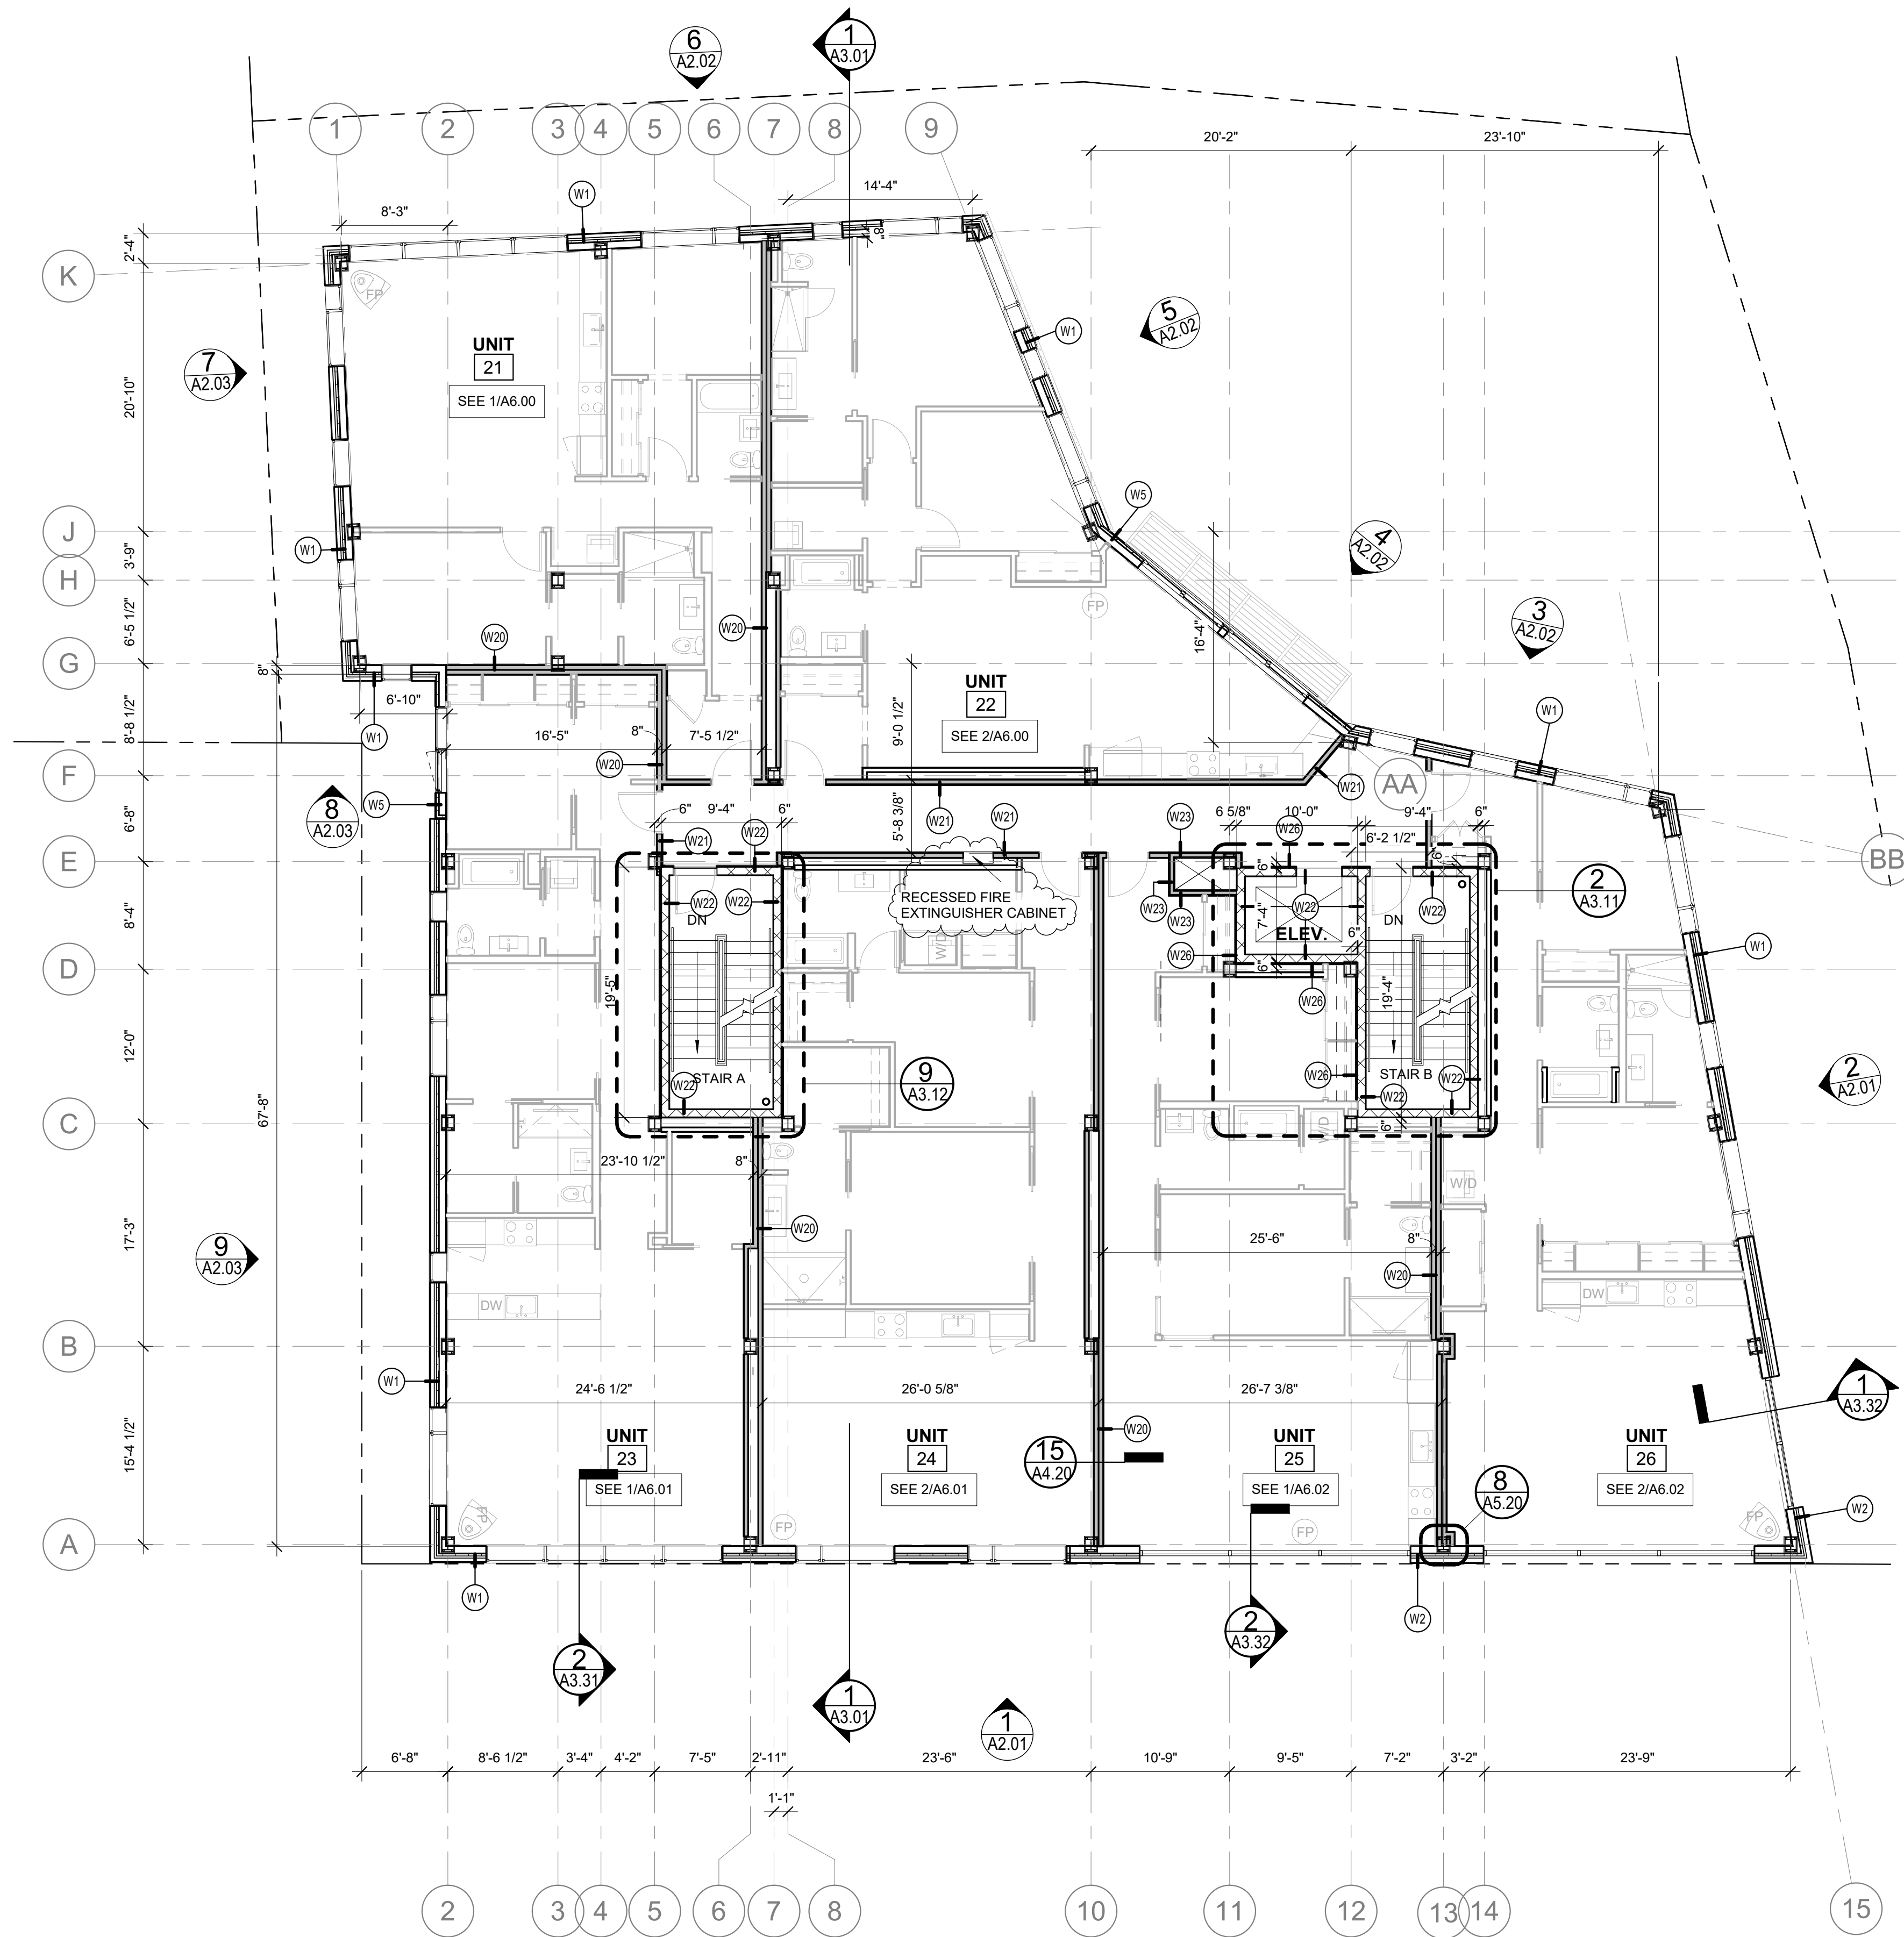 6
A2.02
1
A3.01
1
2
3
4
5
6
7
8
9
20'-2"
23'-10"
14'-4"
8'-3"
W1
8"
2'-4"
K
FP
W1
5
A2.02
7
A2.03
UNIT
21
SEE 1/A6.00
20'-10"
W5
J
W1
4
A2.02
3'-9"
H
FP
3
A2.02
W20
W20
16'-4"
6'-5 1/2"
G
8"
6'-10"
UNIT
22
SEE 2/A6.00
W1
W1
8'-8 1/2"
16'-5"
8"
7'-5 1/2"
9'-0 1/2"
W20
F
AA
W21
W5
8
A2.03
6"
9'-4"
6"
W21
W22
5'-8 3/8"
W21
W21
W23
6 5/8"
10'-0"
W26
9'-4"
6"
6'-2 1/2"
6'-8"
E
BB
6"
6"
2
A3.11
W22
DN
W22
RECESSED FIRE
EXTINGUISHER CABINET
W23
W23
7'-4"
W22
ELEV.
DN
W22
6"
8'-4"
W/D
W1
D
W26
6"
W26
19'-5"
19'-4"
12'-0"
STAIR A
W22
9
A3.12
W26
STAIR B
W22
W22
2
A2.01
C
6"
W/D
67'-8"
23'-10 1/2"
8"
W/D
17'-3"
W20
25'-6"
8"
9
A2.03
W20
DW
DW
B
W1
24'-6 1/2"
26'-0 5/8"
26'-7 3/8"
1
A3.32
15'-4 1/2"
UNIT
23
SEE 1/A6.01
UNIT
24
SEE 2/A6.01
W20
15
A4.20
UNIT
25
SEE 1/A6.02
UNIT
26
SEE 2/A6.02
8
A5.20
FP
FP
FP
FP
W2
A
W1
W2
2
A3.31
2
A3.32
1
A3.01
1
A2.01
6'-8"
8'-6 1/2"
3'-4"
4'-2"
7'-5"
2'-11"
23'-6"
10'-9"
9'-5"
7'-2"
3'-2"
23'-9"
1'-1"
2
3
4
5
6
7
8
10
11
12
13
14
15